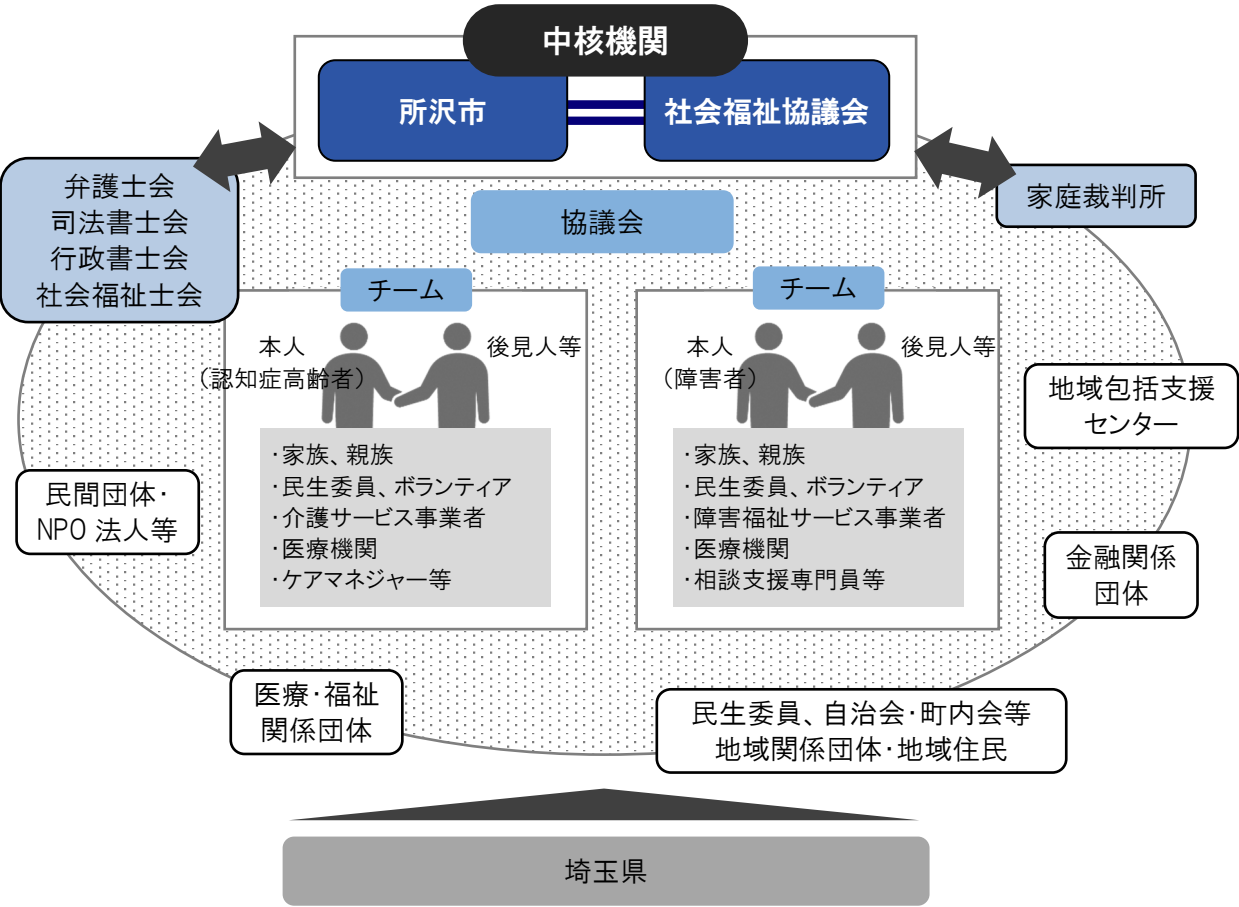 中核機関
所沢市
社会福祉協議会
弁護士会
司法書士会
行政書士会
社会福祉士会
家庭裁判所
協議会
チーム
本人
（認知症高齢者）
後見人等
・家族、親族
・民生委員、ボランティア
・介護サービス事業者
・医療機関
・ケアマネジャー等
チーム
本人
（障害者）
後見人等
・家族、親族
・民生委員、ボランティア
・障害福祉サービス事業者
・医療機関
・相談支援専門員等
地域包括支援
センター
民間団体・
NPO 法人等
金融関係
団体
医療・福祉
関係団体
民生委員、自治会・町内会等
地域関係団体・地域住民
埼玉県